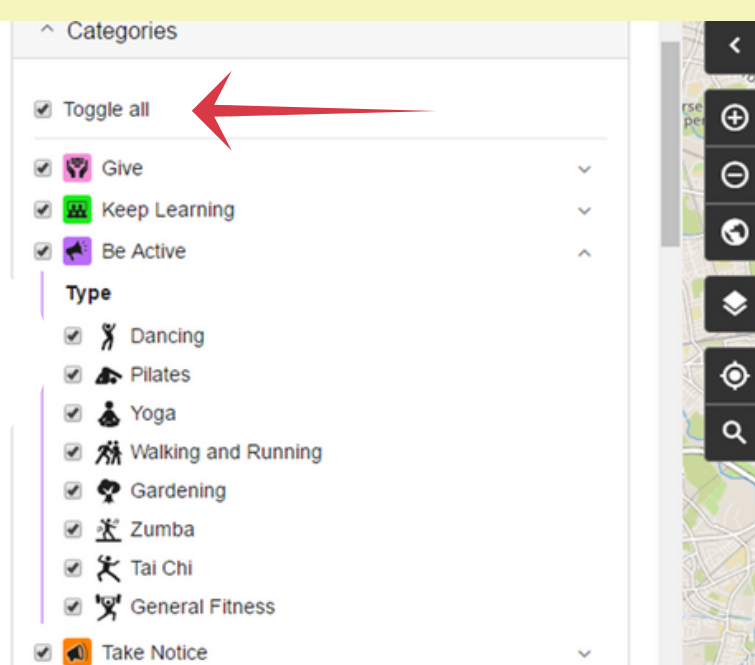 Categories
Toggle all
Give
Keep Learning
Be Active
Type
Dancing
Pilates
Yoga
Walking and Running
Gardening
Zumba
Tai Chi
General Fitness
Take Notice